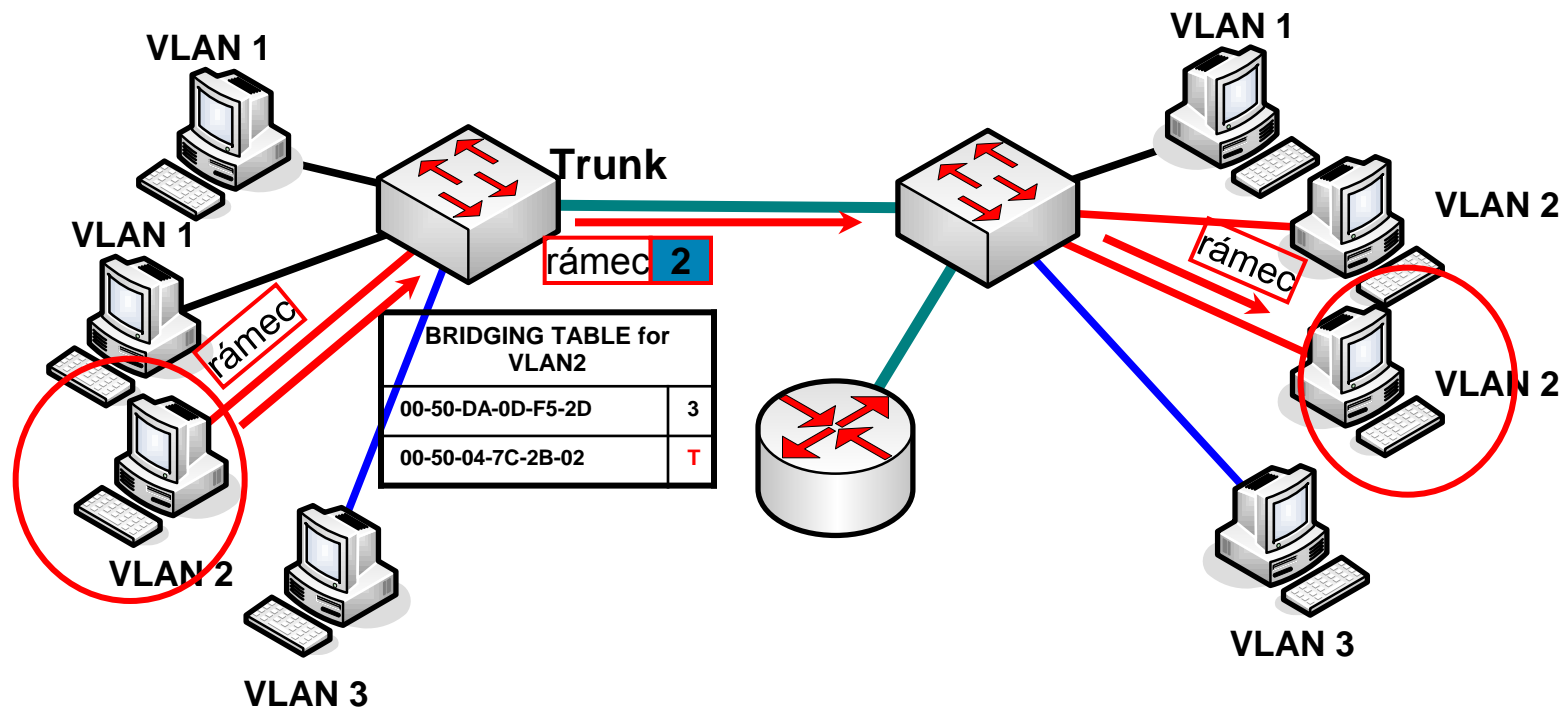 VLAN 1
VLAN 1
Trunk
VLAN 2
VLAN 1
rámec 2
rámec
rámec
BRIDGING TABLE for
VLAN2
00-50-DA-0D-F5-2D 3
00-50-04-7C-2B-02 T
VLAN 2
VLAN 2
VLAN 3
VLAN 3